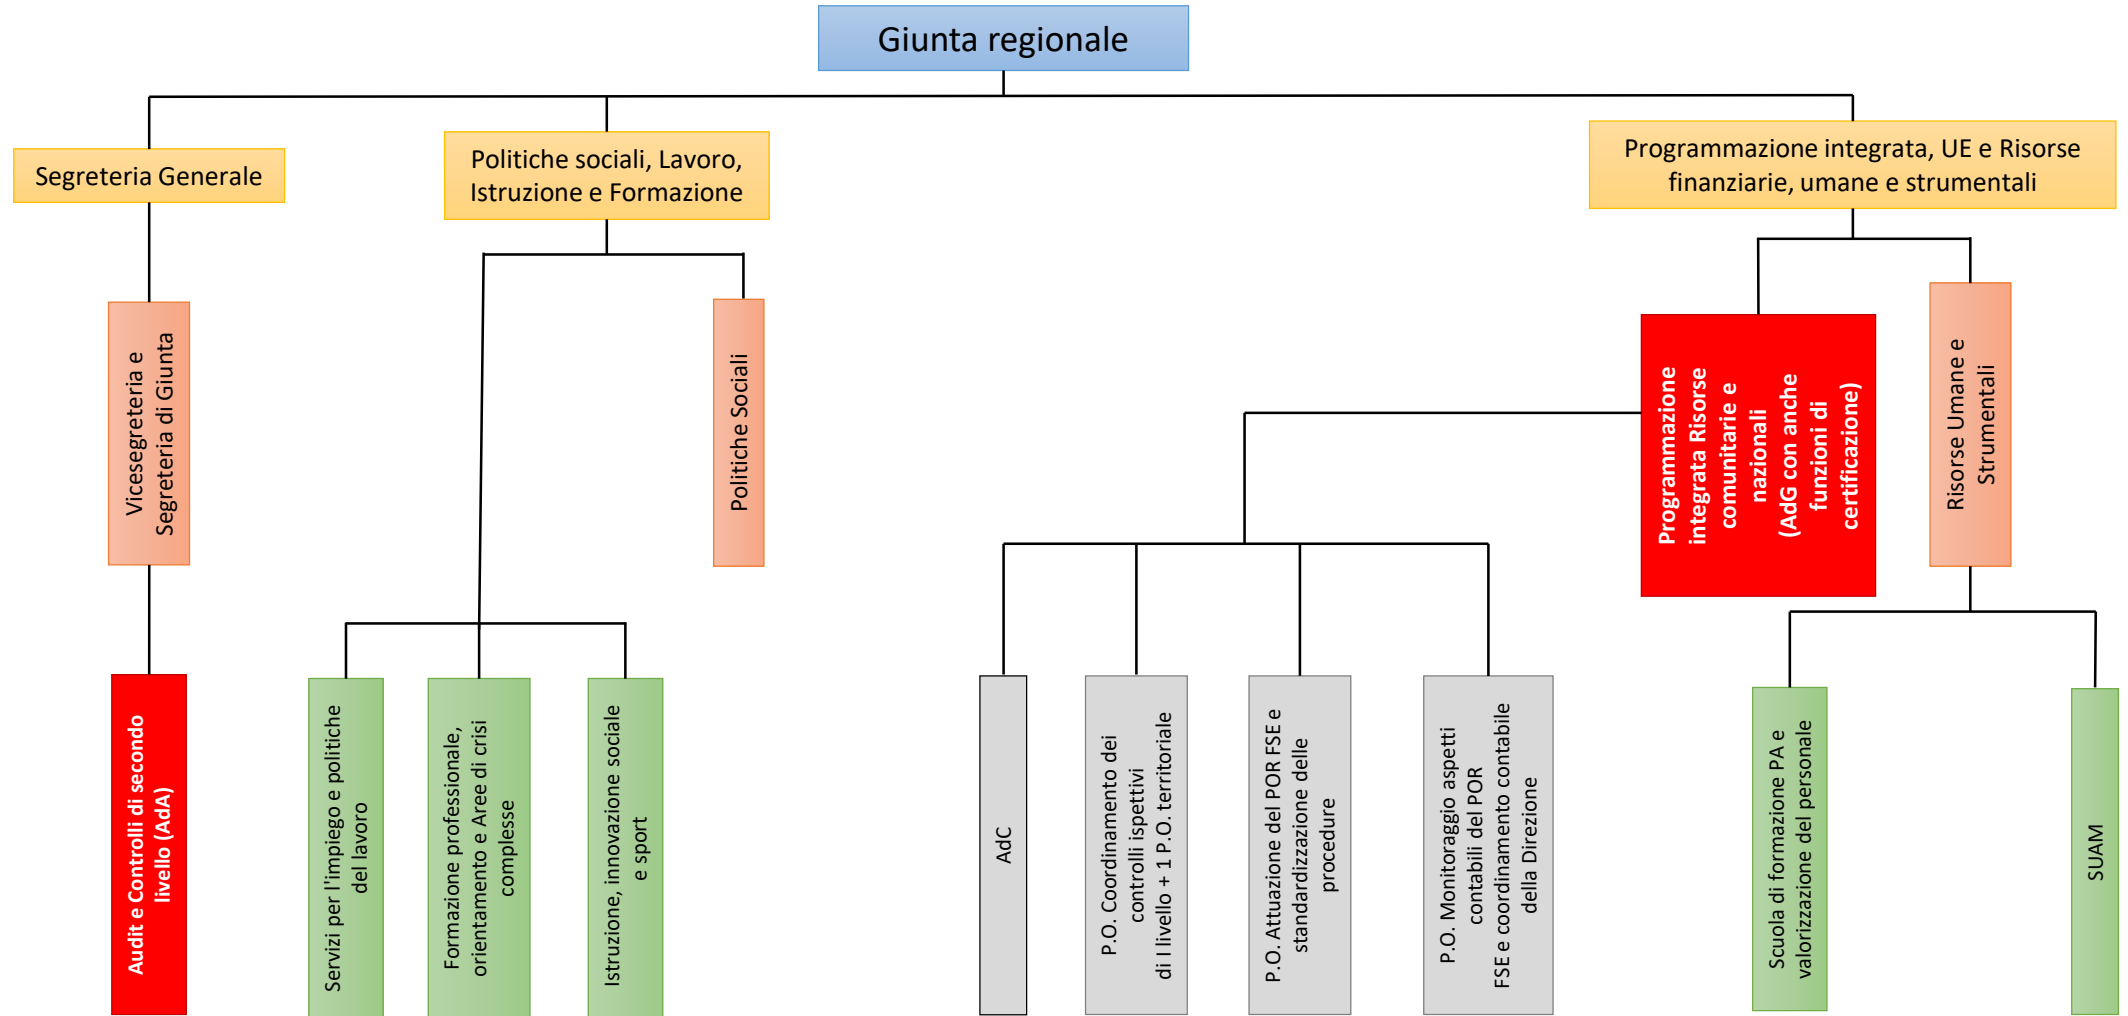 Giunta regionale
Segreteria Generale
Politiche sociali, Lavoro,
Istruzione e Formazione
Programmazione integrata, UE e Risorse
finanziarie, umane e strumentali
Vicesegreteria e
Segreteria di Giunta
Politiche Sociali
Programmazione
integrata Risorse
comunitarie e
nazionali
(AdG con anche
funzioni di
certificazione)
Risorse Umane e
Strumentali
Audit e Controlli di secondo
livello (AdA)
Servizi per l'impiego e politiche
del lavoro
Formazione professionale,
orientamento e Aree di crisi
complesse
Istruzione, innovazione sociale
e sport
AdC
P.O. Coordinamento dei
controlli ispettivi
di I livello + 1 P.O. territoriale
P.O. Attuazione del POR FSE e
standardizzazione delle
procedure
P.O. Monitoraggio aspetti
contabili del POR
FSE e coordinamento contabile
della Direzione
Scuola di formazione PA e
valorizzazione del personale
SUAM